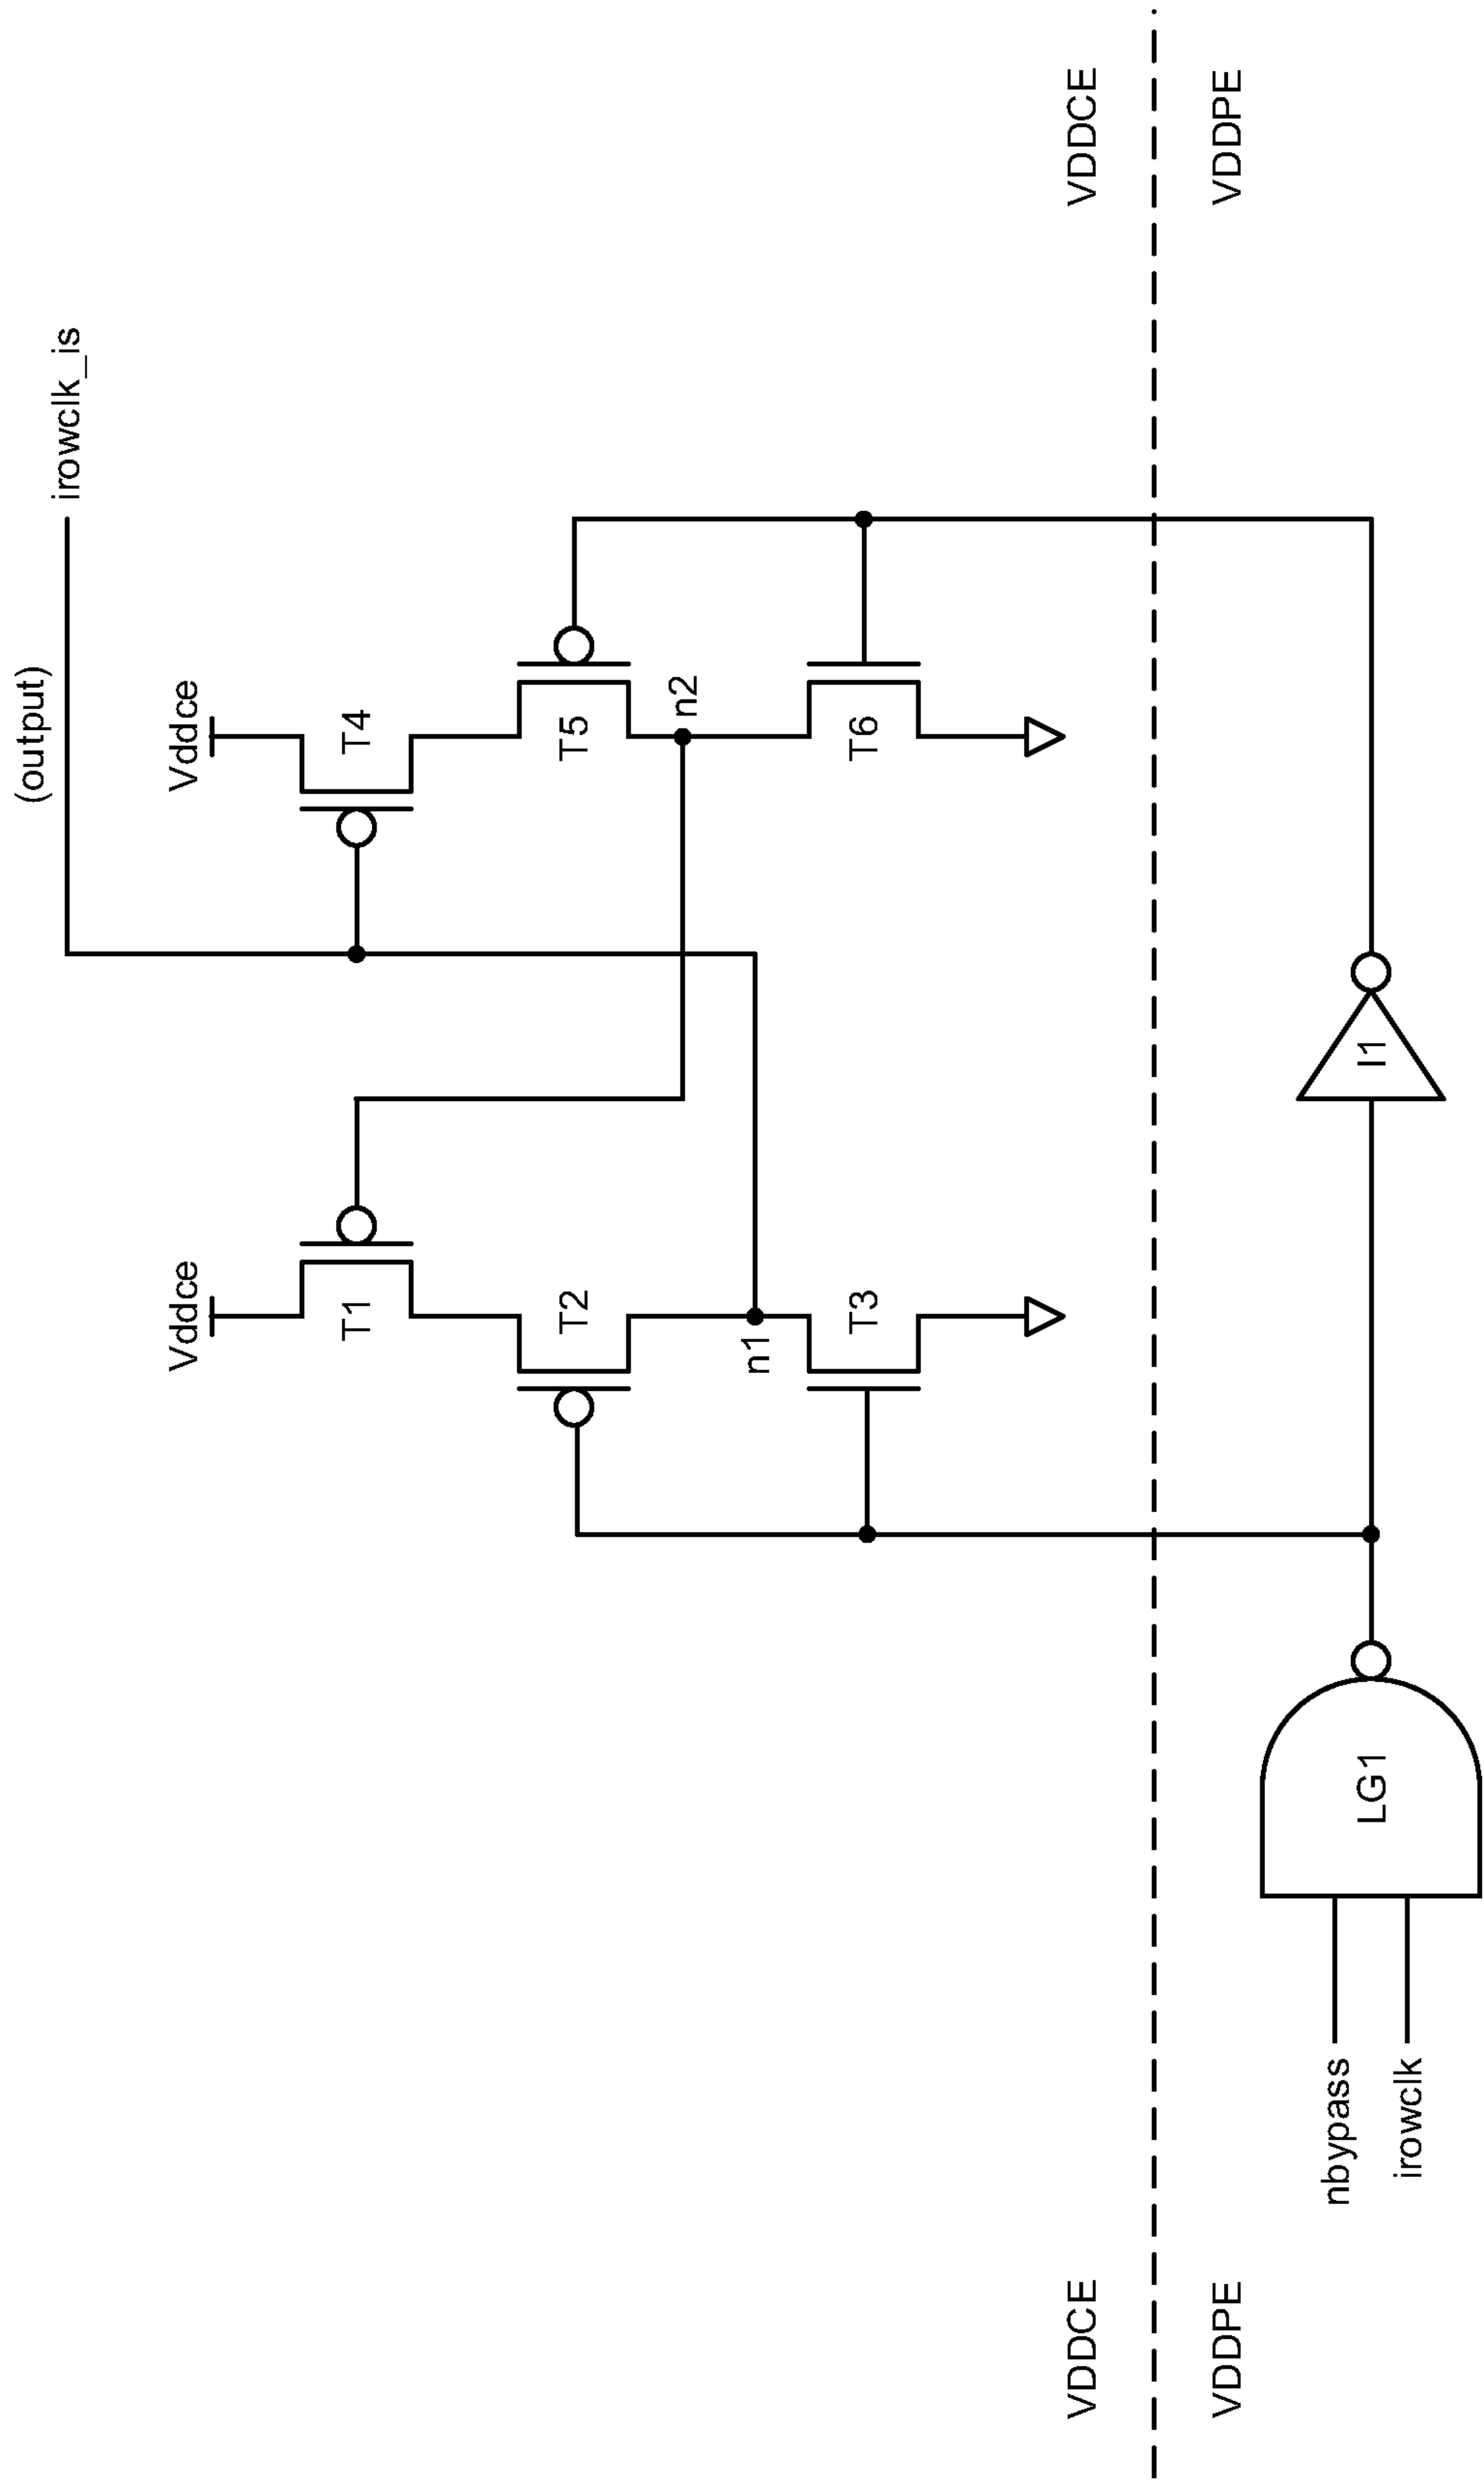 (output)
irowclk_is
Vddce
Vddce
T1
T4
T2
T5
n1
n2
T3
T6
VDDCE
VDDCE
VDDPE
VDDPE
nbypass
irowclk
LG1
I1